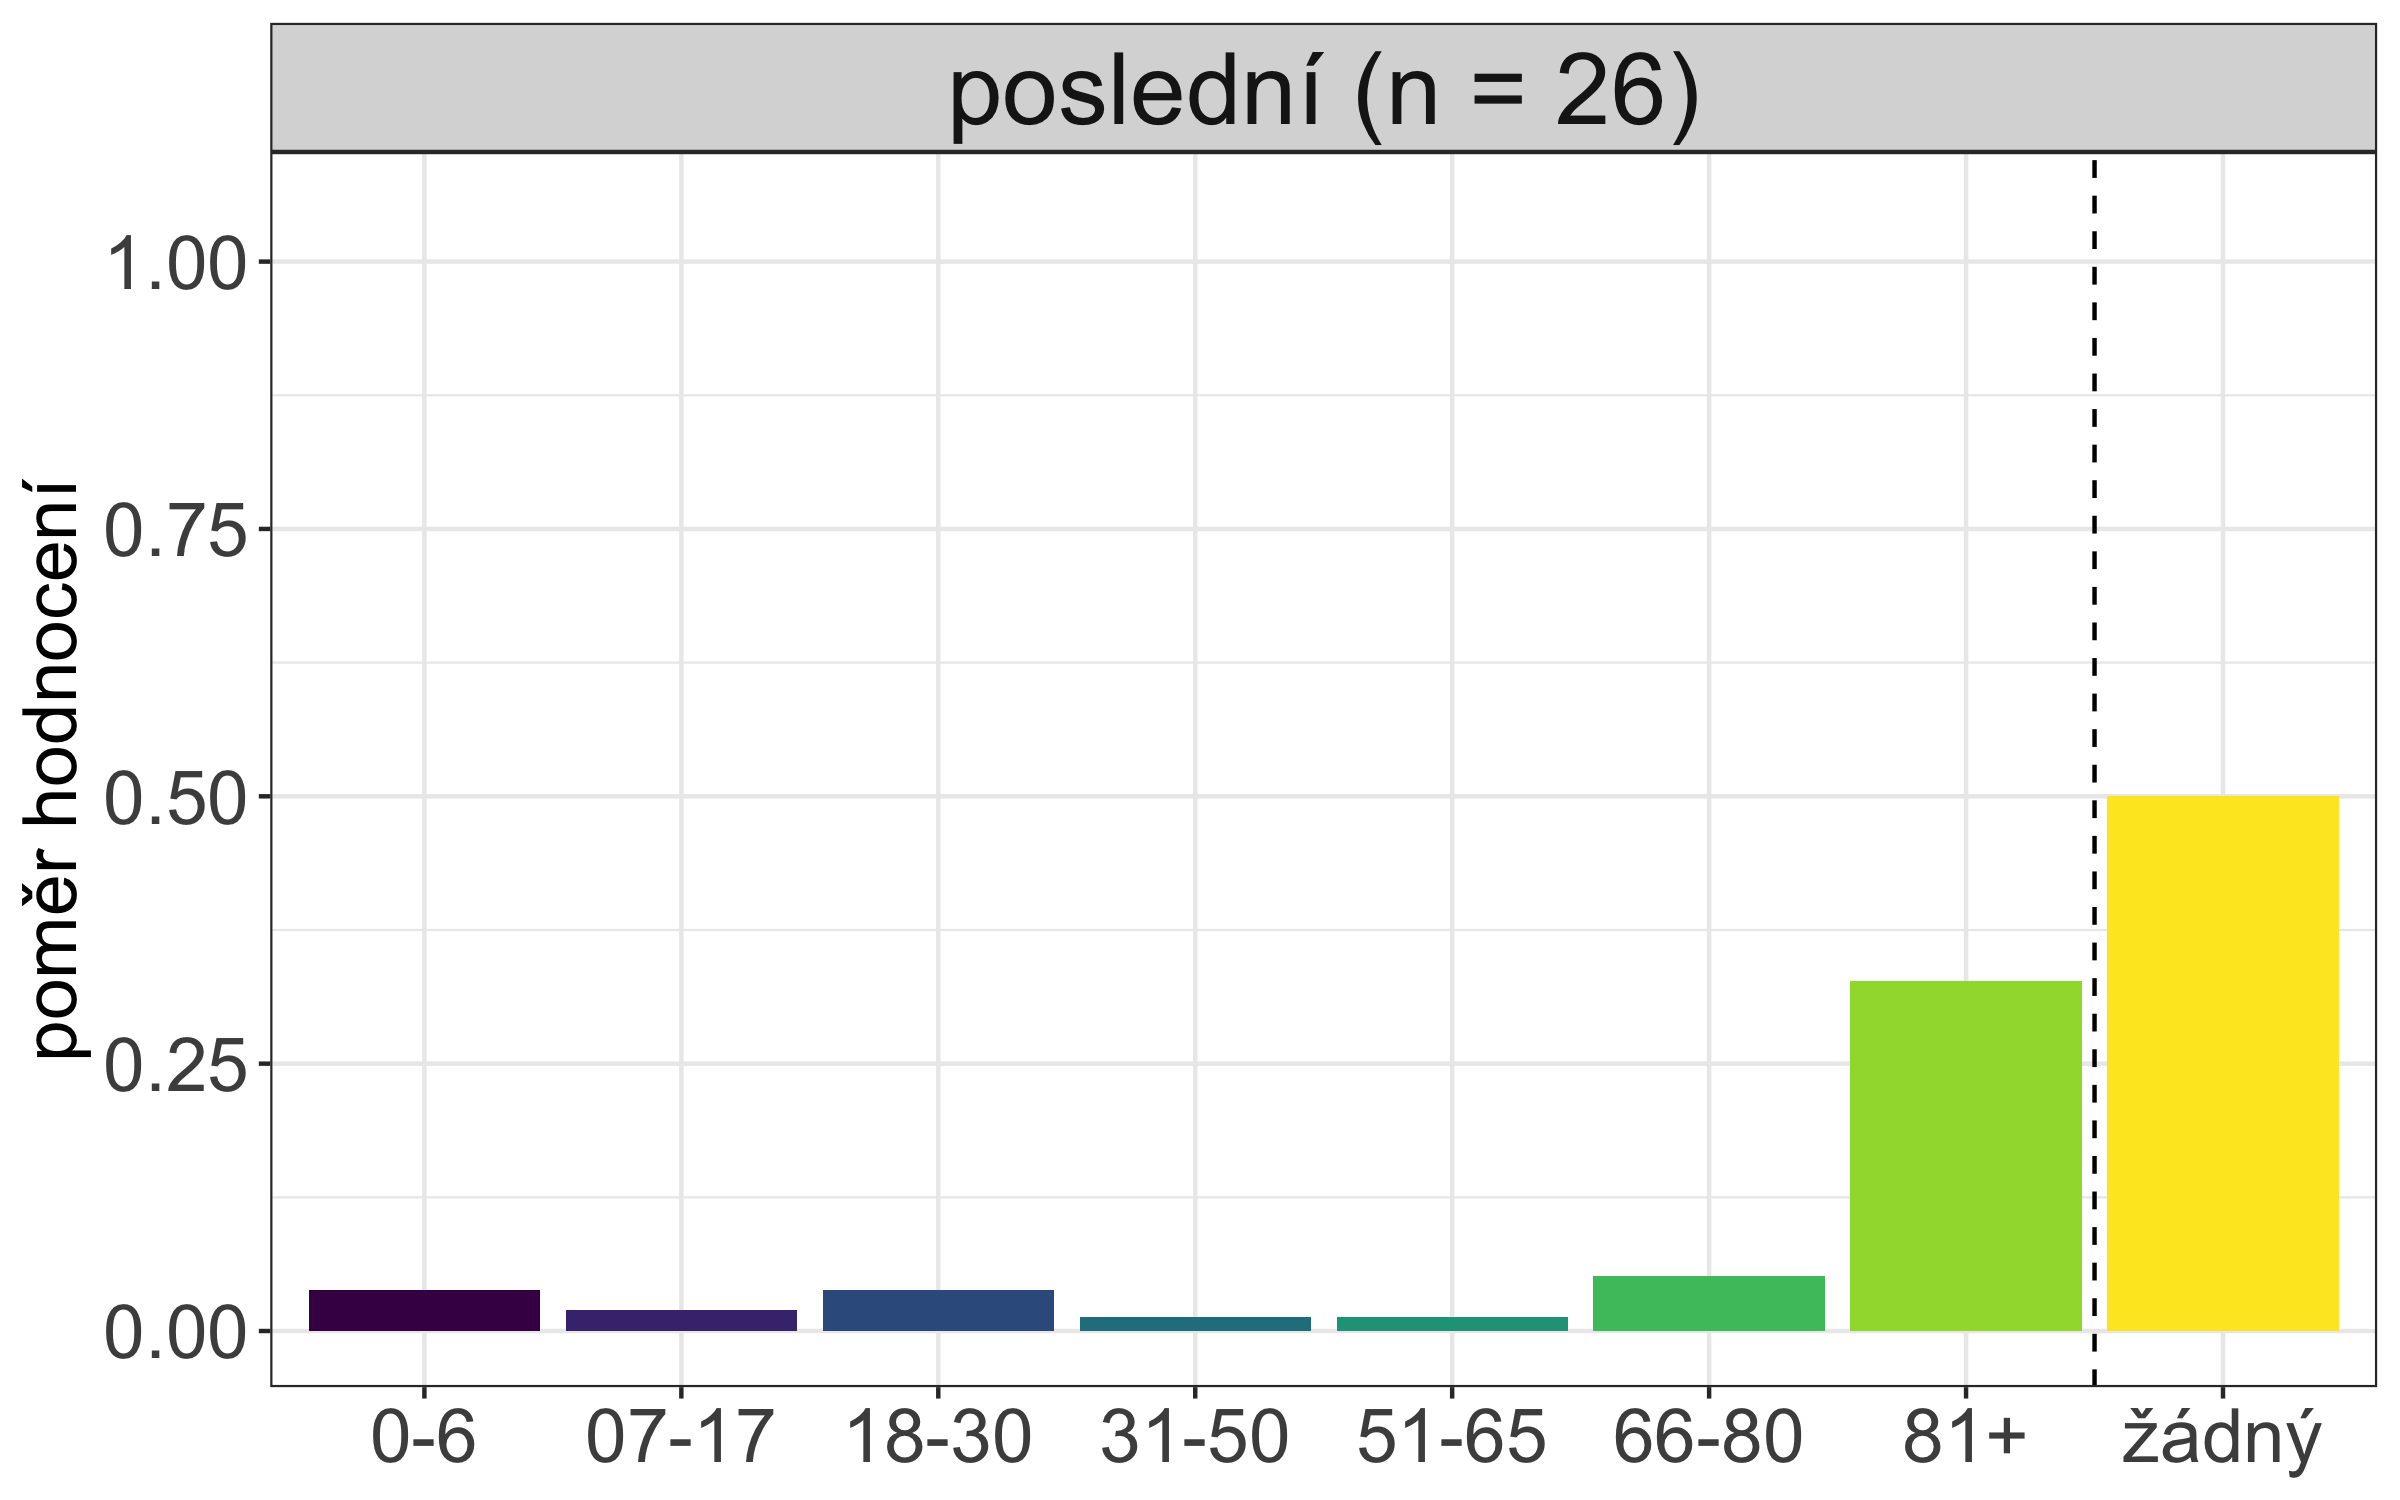 poslední (n = 26)
poměr hodnocení
1.00
0.75
0.50
0.25
0.00
0-6 07-17 18-30 31-50 51-65 66-80 81+ žádný